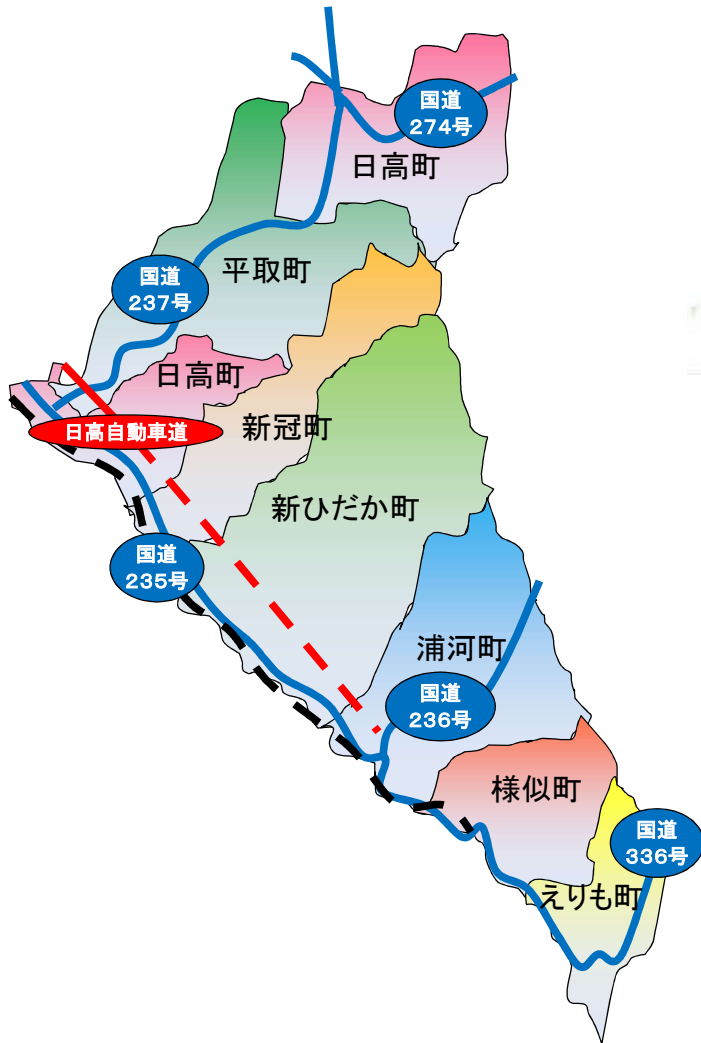 国道
274号
日高町
平取町
国道
237号
日高町
新冠町
日高自動車道
新ひだか町
国道
235号
浦河町
国道
236号
様似町
国道
336号
えりも町